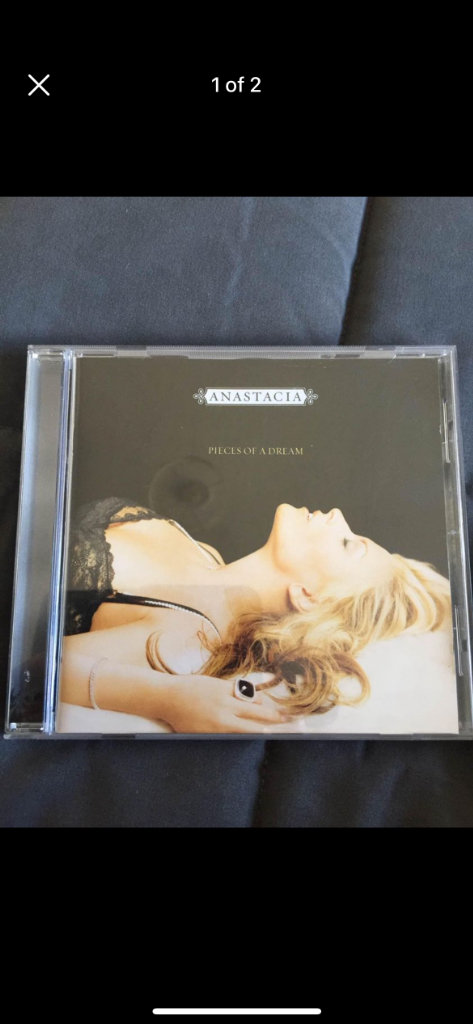 1 of 2
ANASTACIA
PIECES OF A DREAM